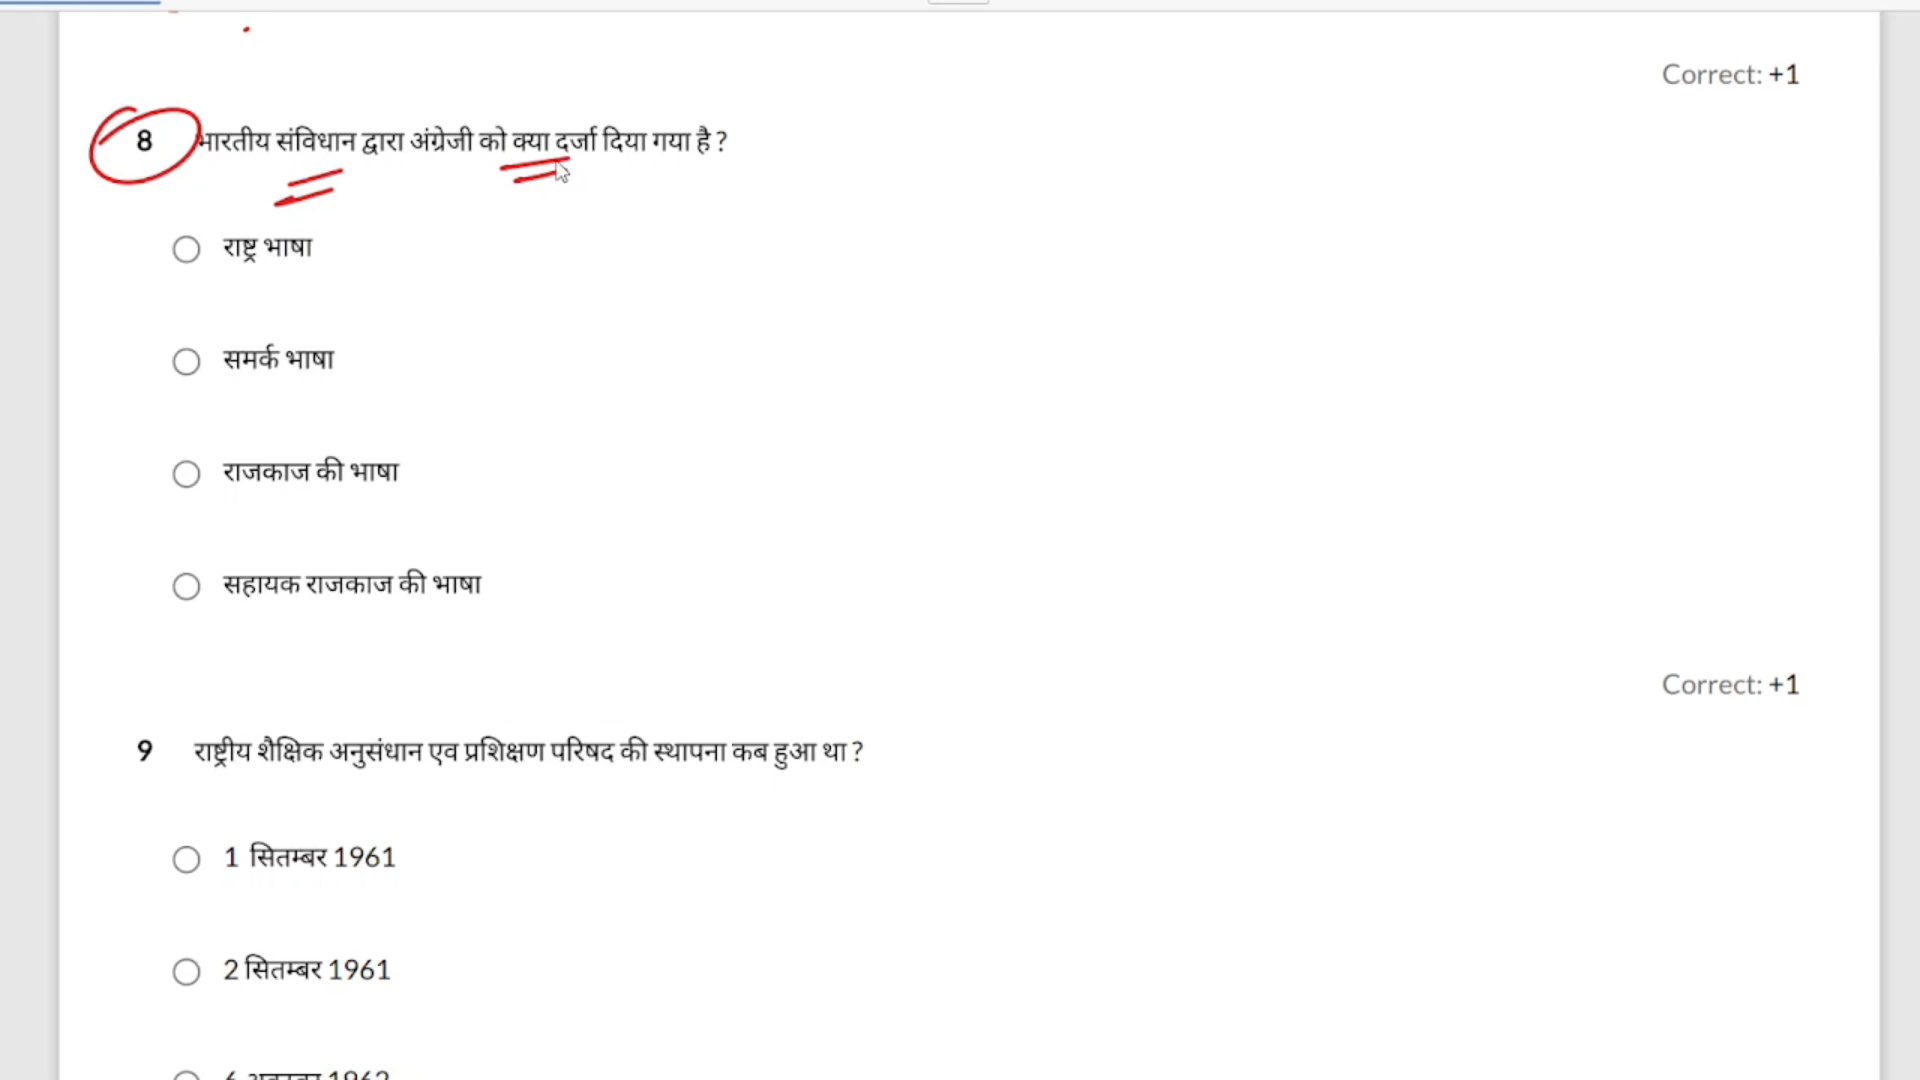 Correct: +1
8 भारतीय संविधान द्वारा अंग्रेजी को क्या दर्जा दिया गया है ?
राष्ट्र भाषा
समर्क भाषा
राजकाज की भाषा
सहायक राजकाज की भाषा
Correct: +1
9 राष्ट्रीय शैक्षिक अनुसंधान एव प्रशिक्षण परिषद की स्थापना कब हुआ था ?
1 सितम्बर 1961
2 सितम्बर 1961